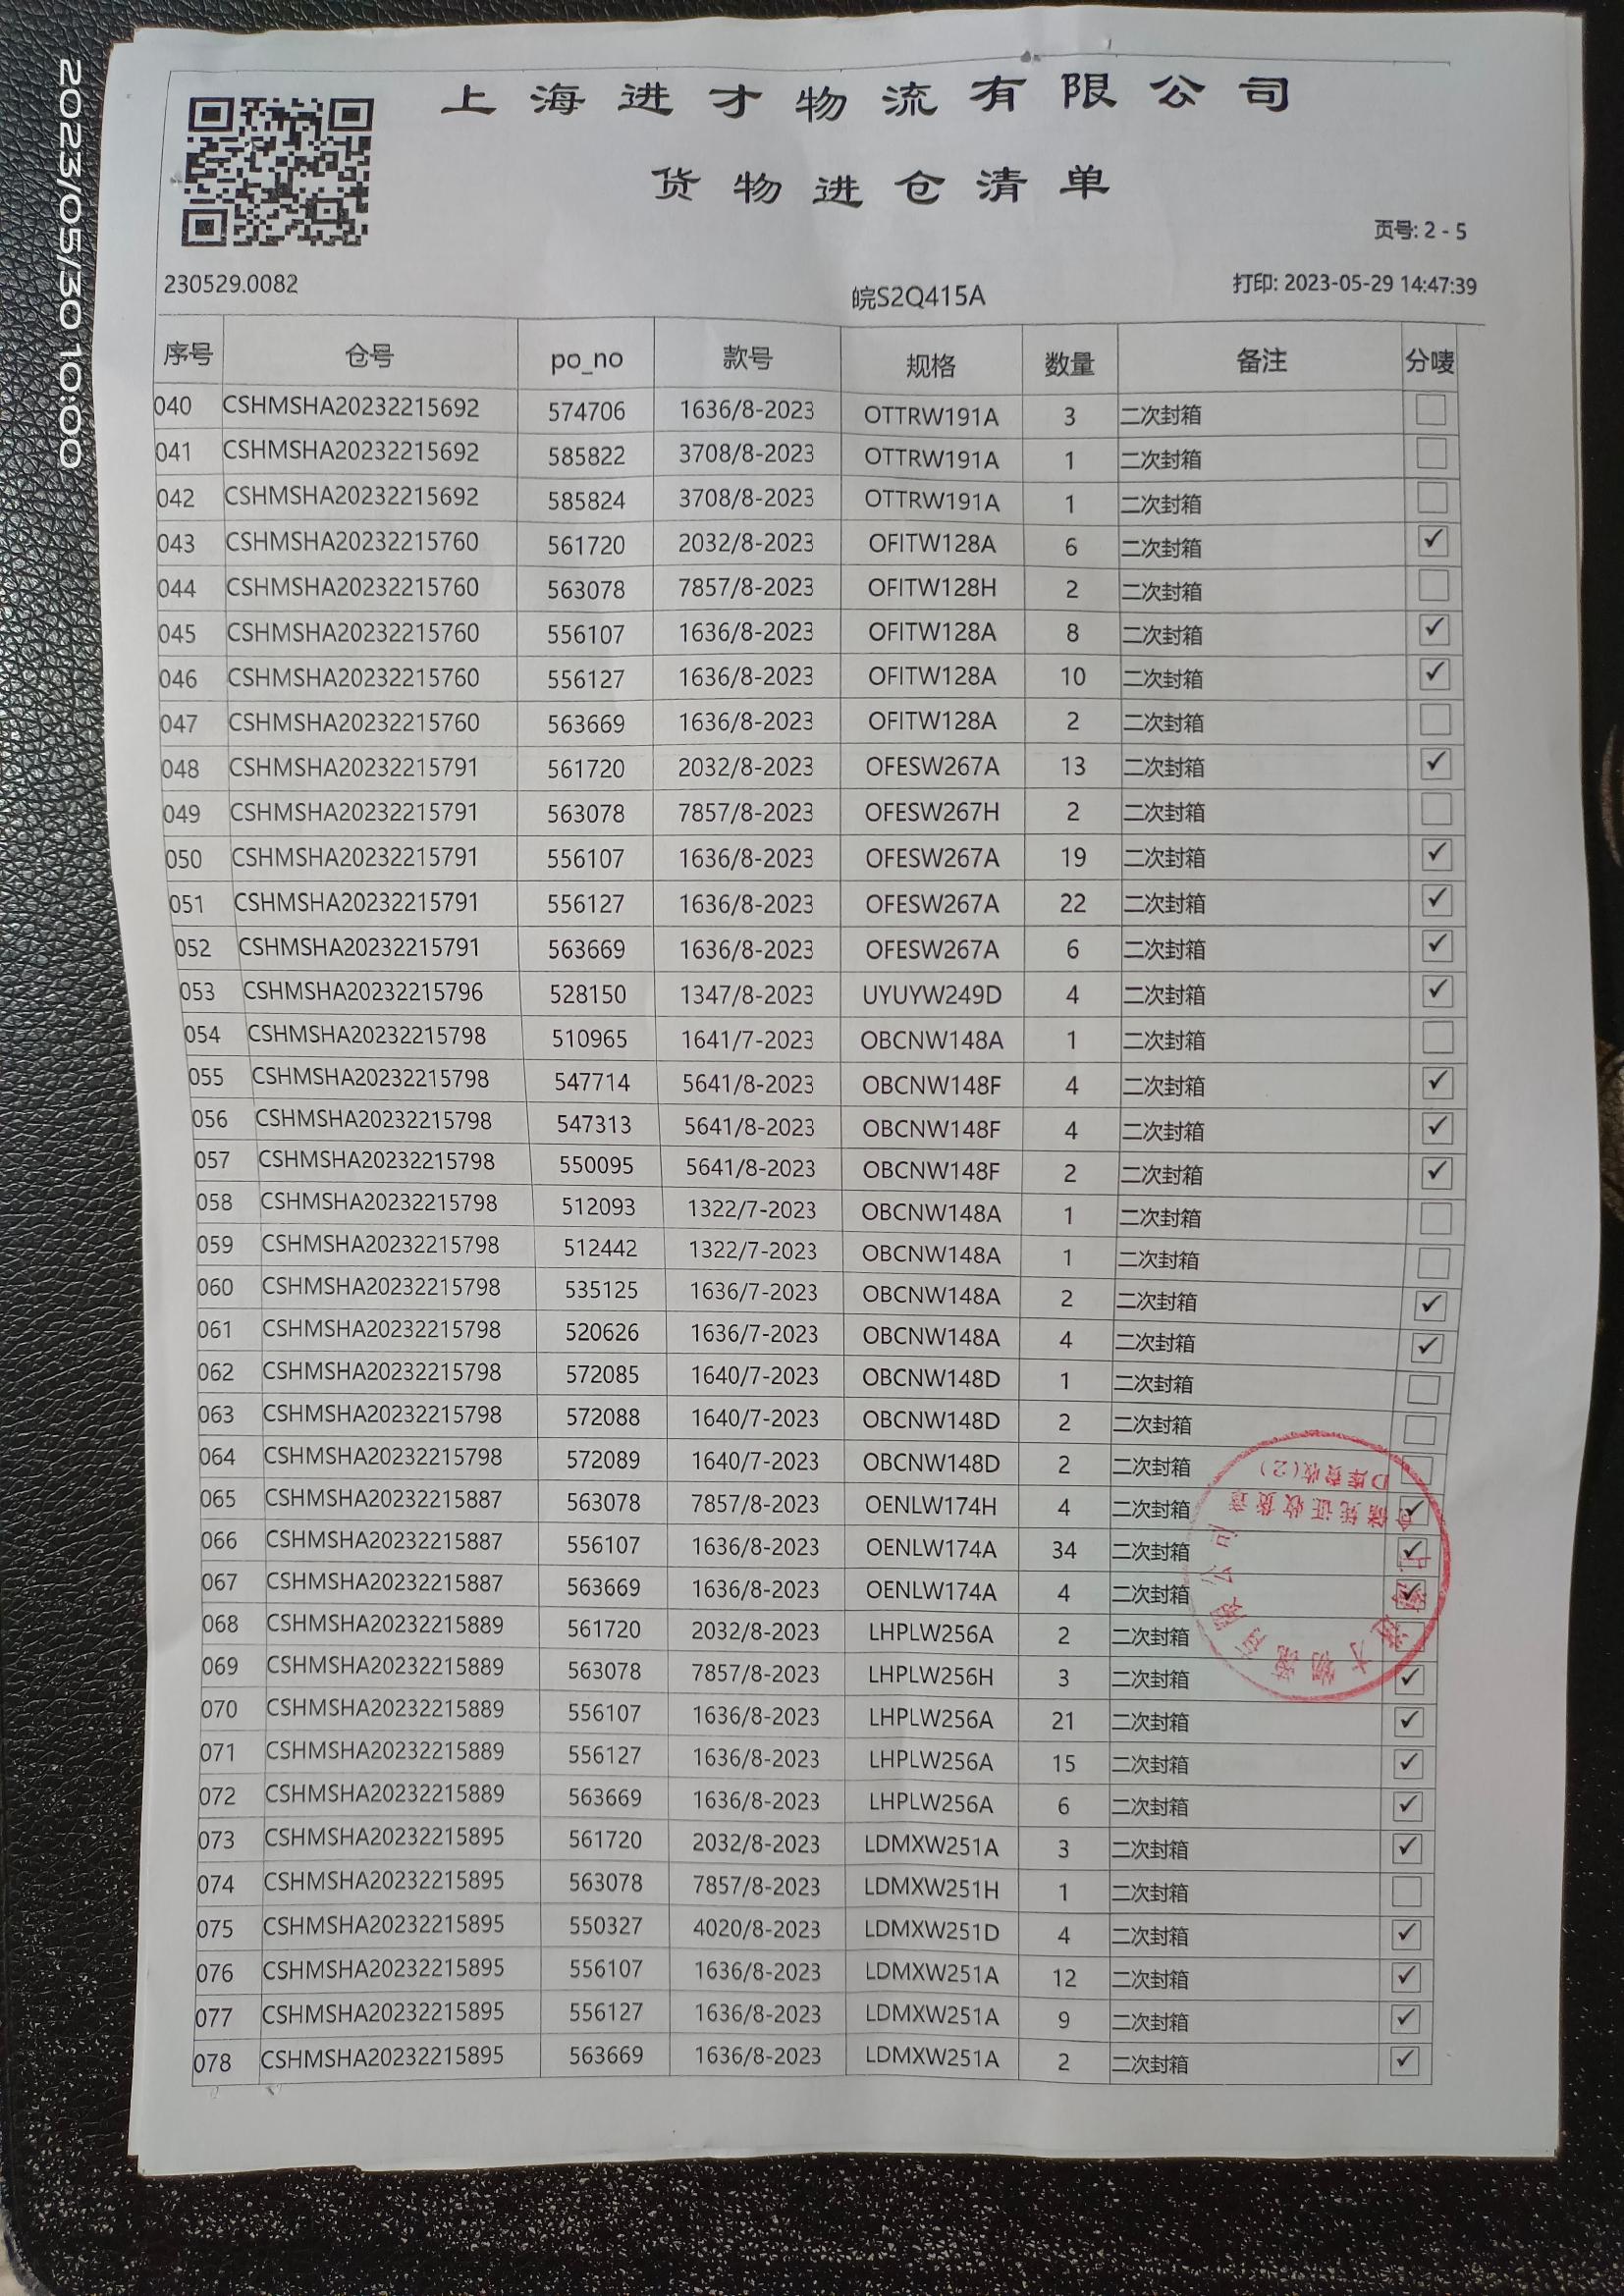 上海进才物流有限公司
货物进仓清单
页号: 2 - 5
230529.0082 皖S2Q415A 打印: 2023-05-29 14:47:39
序号 仓号 po_no 款号 规格 数量 备注 分唛
040 CSHMSHA20232215692 574706 1636/8-2023 OTTRW191A 3 二次封箱
041 CSHMSHA20232215692 585822 3708/8-2023 OTTRW191A 1 二次封箱
042 CSHMSHA20232215692 585824 3708/8-2023 OTTRW191A 1 二次封箱
043 CSHMSHA20232215760 561720 2032/8-2023 OFITW128A 6 二次封箱 ✓
044 CSHMSHA20232215760 563078 7857/8-2023 OFITW128H 2 二次封箱
045 CSHMSHA20232215760 556107 1636/8-2023 OFITW128A 8 二次封箱 ✓
046 CSHMSHA20232215760 556127 1636/8-2023 OFITW128A 10 二次封箱 ✓
047 CSHMSHA20232215760 563669 1636/8-2023 OFITW128A 2 二次封箱
048 CSHMSHA20232215791 561720 2032/8-2023 OFESW267A 13 二次封箱 ✓
049 CSHMSHA20232215791 563078 7857/8-2023 OFESW267H 2 二次封箱
050 CSHMSHA20232215791 556107 1636/8-2023 OFESW267A 19 二次封箱 ✓
051 CSHMSHA20232215791 556127 1636/8-2023 OFESW267A 22 二次封箱 ✓
052 CSHMSHA20232215791 563669 1636/8-2023 OFESW267A 6 二次封箱 ✓
053 CSHMSHA20232215796 528150 1347/8-2023 UYUYW249D 4 二次封箱 ✓
054 CSHMSHA20232215798 510965 1641/7-2023 OBCNW148A 1 二次封箱
055 CSHMSHA20232215798 547714 5641/8-2023 OBCNW148F 4 二次封箱 ✓
056 CSHMSHA20232215798 547313 5641/8-2023 OBCNW148F 4 二次封箱 ✓
057 CSHMSHA20232215798 550095 5641/8-2023 OBCNW148F 2 二次封箱 ✓
058 CSHMSHA20232215798 512093 1322/7-2023 OBCNW148A 1 二次封箱
059 CSHMSHA20232215798 512442 1322/7-2023 OBCNW148A 1 二次封箱
060 CSHMSHA20232215798 535125 1636/7-2023 OBCNW148A 2 二次封箱 ✓
061 CSHMSHA20232215798 520626 1636/7-2023 OBCNW148A 4 二次封箱 ✓
062 CSHMSHA20232215798 572085 1640/7-2023 OBCNW148D 1 二次封箱
063 CSHMSHA20232215798 572088 1640/7-2023 OBCNW148D 2 二次封箱
064 CSHMSHA20232215798 572089 1640/7-2023 OBCNW148D 2 二次封箱
065 CSHMSHA20232215887 563078 7857/8-2023 OENLW174H 4 二次封箱 ✓
066 CSHMSHA20232215887 556107 1636/8-2023 OENLW174A 34 二次封箱 ✓
067 CSHMSHA20232215887 563669 1636/8-2023 OENLW174A 4 二次封箱 ✓
068 CSHMSHA20232215889 561720 2032/8-2023 LHPLW256A 2 二次封箱
069 CSHMSHA20232215889 563078 7857/8-2023 LHPLW256H 3 二次封箱 ✓
070 CSHMSHA20232215889 556107 1636/8-2023 LHPLW256A 21 二次封箱 ✓
071 CSHMSHA20232215889 556127 1636/8-2023 LHPLW256A 15 二次封箱 ✓
072 CSHMSHA20232215889 563669 1636/8-2023 LHPLW256A 6 二次封箱 ✓
073 CSHMSHA20232215895 561720 2032/8-2023 LDMXW251A 3 二次封箱 ✓
074 CSHMSHA20232215895 563078 7857/8-2023 LDMXW251H 1 二次封箱
075 CSHMSHA20232215895 550327 4020/8-2023 LDMXW251D 4 二次封箱 ✓
076 CSHMSHA20232215895 556107 1636/8-2023 LDMXW251A 12 二次封箱 ✓
077 CSHMSHA20232215895 556127 1636/8-2023 LDMXW251A 9 二次封箱 ✓
078 CSHMSHA20232215895 563669 1636/8-2023 LDMXW251A 2 二次封箱 ✓
上海进才物流有限公司
仓储凭证收货章
D库查收(2)
2023/05/30 10:00